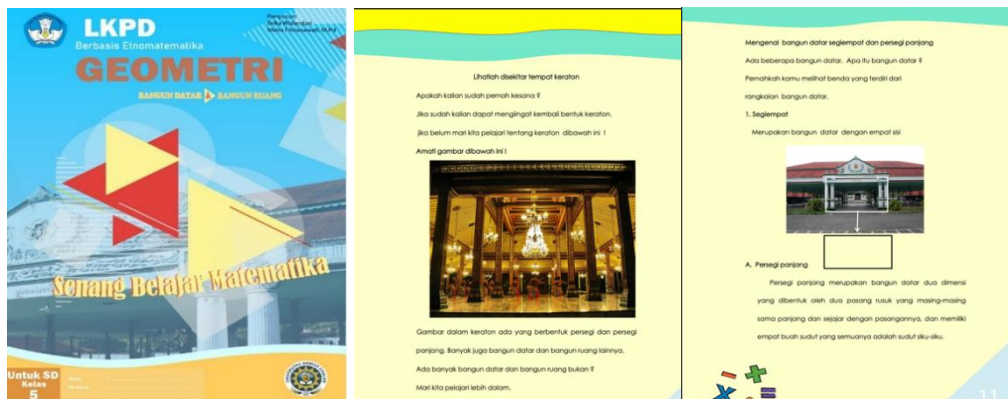 LKPD
Berbasis Etnomatematika
GEOMETRI
BANGUN DATAR BANGUN RUANG
Senang Belajar Matematika
Untuk SD
Kelas
5
Lihatlah disekitar tempat keraton
Apakah kalian sudah pernah kesana ?
Jika sudah kalian dapat mengingat kembali bentuk keraton.
jika belum mari kita pelajari tentang keraton dibawah ini !
Amati gambar dibawah ini !
Gambar dalam keraton ada yang berbentuk persegi dan persegi
panjang. Banyak juga bangun datar dan bangun ruang lainnya.
Ada banyak bangun datar dan bangun ruang bukan ?
Mari kita pelajari lebih dalam.
Mengenal bangun datar segiempat dan persegi panjang
Ada beberapa bangun datar. Apa itu bangun datar ?
Pernahkah kamu melihat benda yang terdiri dari
rangkaian bangun datar.
1. Segiempat
Merupakan bangun datar dengan empat sisi
A. Persegi panjang
Persegi panjang merupakan bangun datar dua dimensi
yang dibentuk oleh dua pasang rusuk yang masing-masing
sama panjang dan sejajar dengan pasangannya, dan memiliki
empat buah sudut yang semuanya adalah sudut siku-siku.
11